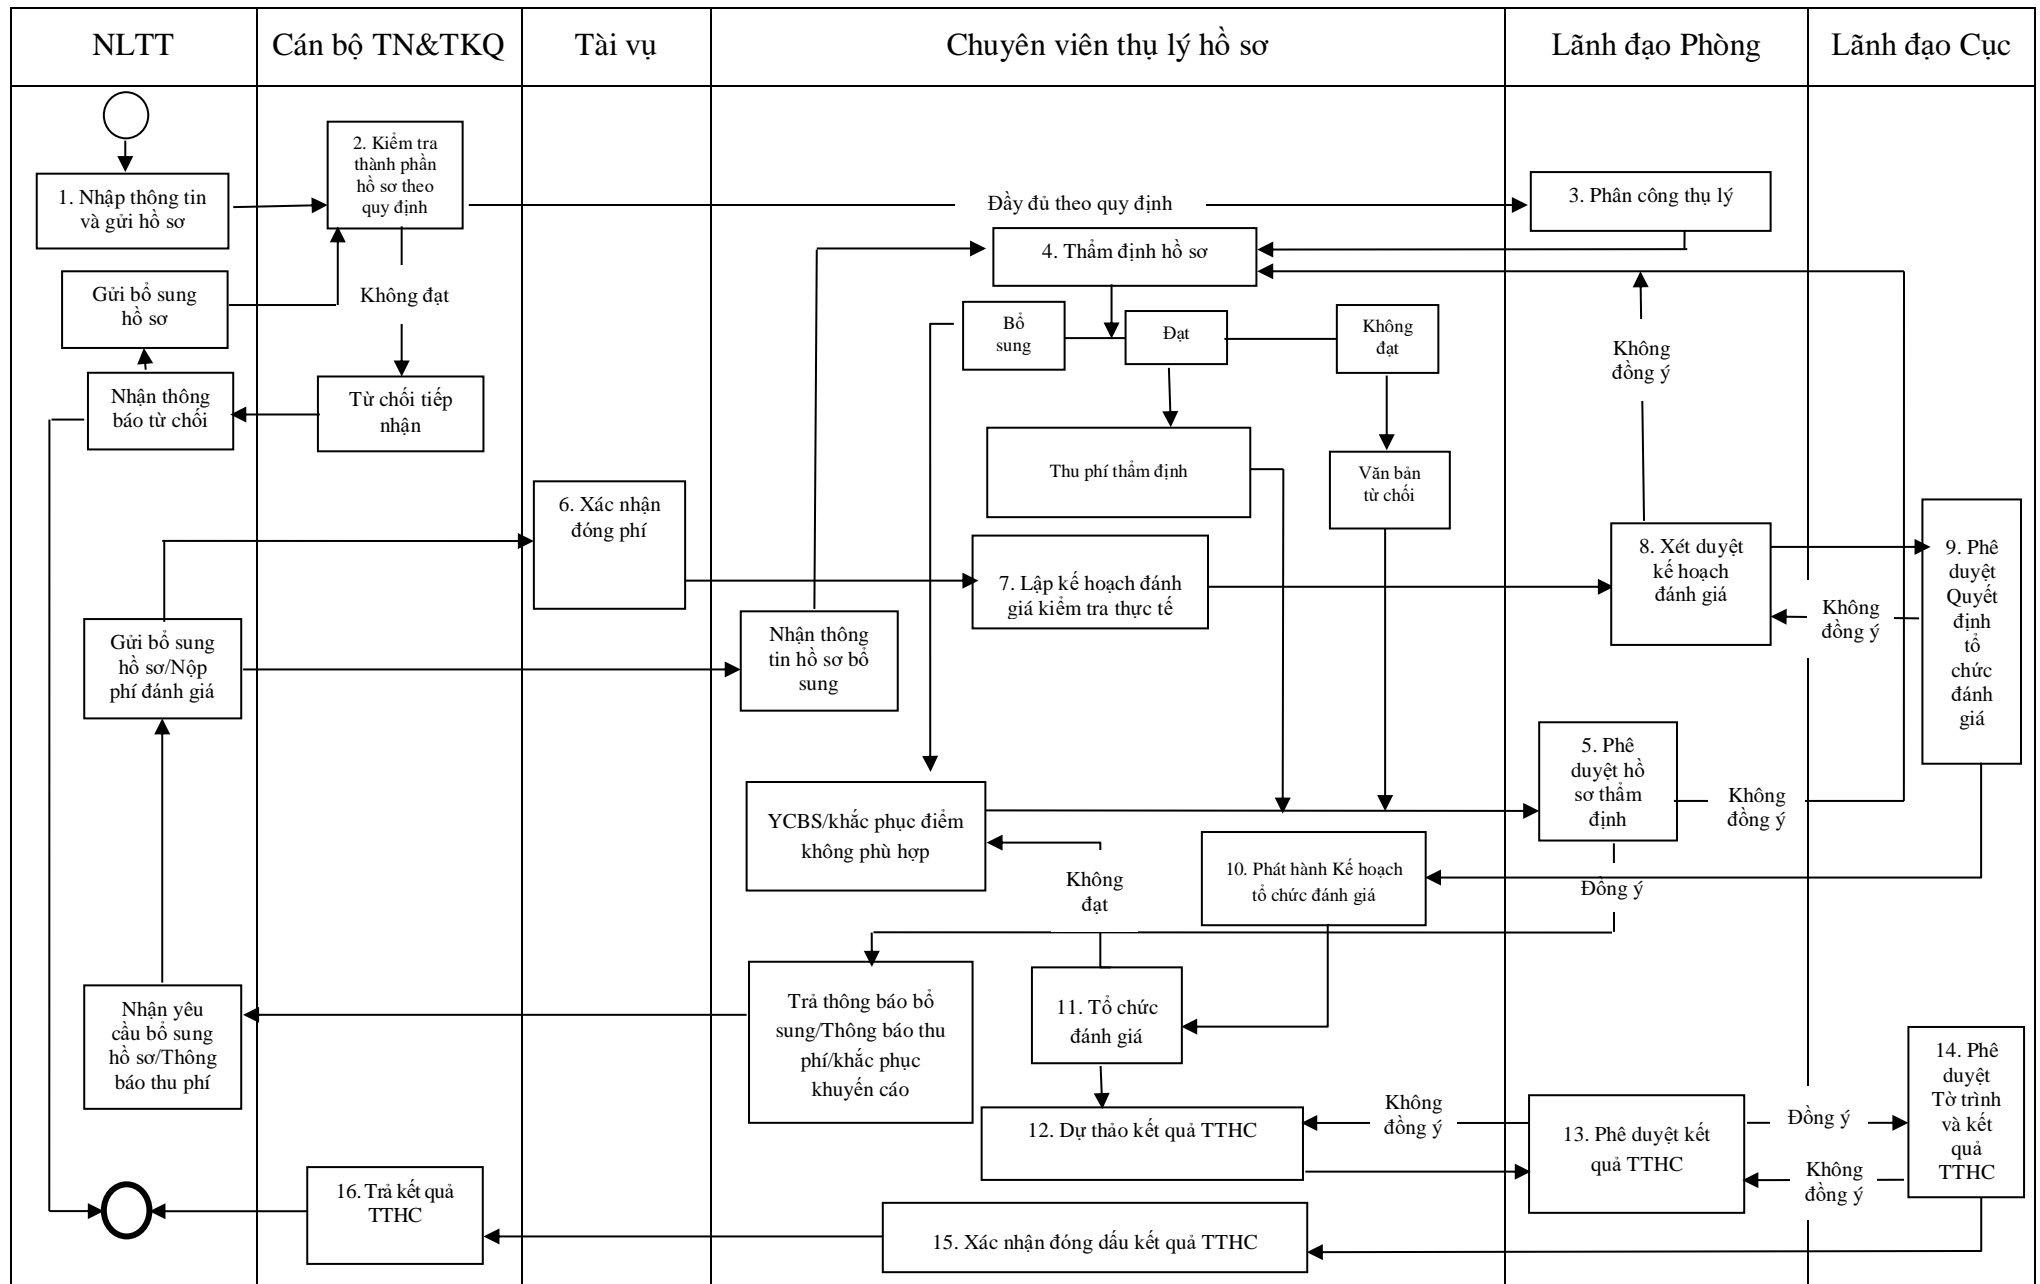 NLTT
Cán bộ TN&TKQ
Tài vụ
Chuyên viên thụ lý hồ sơ
Lãnh đạo Phòng
Lãnh đạo Cục
2. Kiểm tra
thành phần
hồ sơ theo
quy định
1. Nhập thông tin
và gửi hồ sơ
Đầy đủ theo quy định
3. Phân công thụ lý
4. Thẩm định hồ sơ
Gửi bổ sung
hồ sơ
Không đạt
Bổ
sung
Đạt
Không
đạt
Không
đồng ý
Nhận thông
báo từ chối
Từ chối tiếp
nhận
Thu phí thẩm định
Văn bản
từ chối
6. Xác nhận
đóng phí
7. Lập kế hoạch đánh
giá kiểm tra thực tế
8. Xét duyệt
kế hoạch
đánh giá
9. Phê
duyệt
Quyết
định
tổ
chức
đánh
giá
Không
đồng ý
Gửi bổ sung
hồ sơ/Nộp
phí đánh giá
Nhận thông
tin hồ sơ bổ
sung
5. Phê
duyệt hồ
sơ thẩm
định
Không
đồng ý
YCBS/khắc phục điểm
không phù hợp
Không
đạt
10. Phát hành Kế hoạch
tổ chức đánh giá
Đồng ý
Nhận yêu
cầu bổ sung
hồ sơ/Thông
báo thu phí
Trả thông báo bổ
sung/Thông báo thu
phí/khắc phục
khuyến cáo
11. Tổ chức
đánh giá
12. Dự thảo kết quả TTHC
Không
đồng ý
13. Phê duyệt kết
quả TTHC
Đồng ý
Không
đồng ý
14. Phê
duyệt
Tờ trình
và kết
quả
TTHC
16. Trả kết quả
TTHC
15. Xác nhận đóng dấu kết quả TTHC